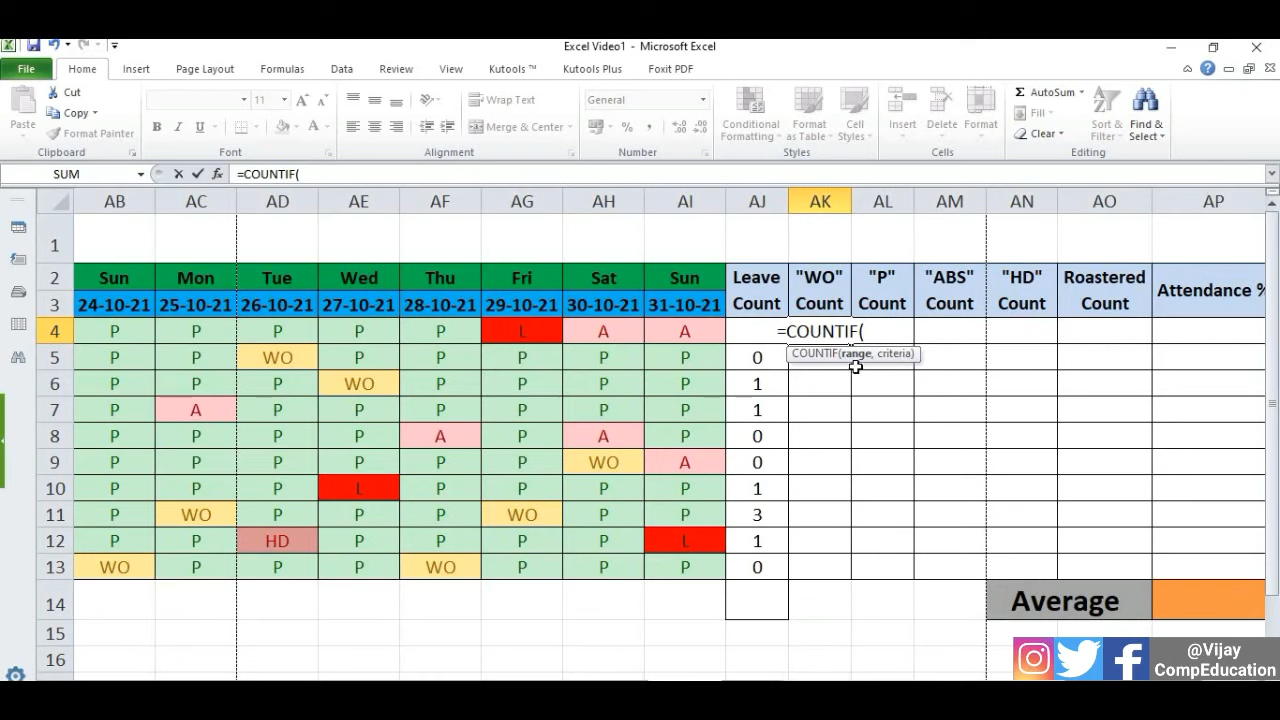 Excel Video1 - Microsoft Excel
File Home Insert Page Layout Formulas Data Review View Kutools ™ Kutools Plus Foxit PDF
Paste
Cut
Copy
Format Painter
Clipboard
11
B I U
Font
Wrap Text
Merge & Center
Alignment
General
Number
Conditional Formatting
Format as Table
Cell Styles
Styles
Insert
Delete
Format
Cells
AutoSum
Fill
Clear
Sort & Filter
Find & Select
Editing
SUM fx =COUNTIF(
AB AC AD AE AF AG AH AI AJ AK AL AM AN AO AP
1
2 Sun Mon Tue Wed Thu Fri Sat Sun Leave "WO" "P" "ABS" "HD" Roastered Attendance %
3 24-10-21 25-10-21 26-10-21 27-10-21 28-10-21 29-10-21 30-10-21 31-10-21 Count Count Count Count Count Count
4 P P P P P L A A =COUNTIF(
COUNTIF(range, criteria)
5 P P WO P P P P P 0
6 P P P WO P P P P 1
7 P A P P P P P P 1
8 P P P P A P A P 0
9 P P P P P P WO A 0
10 P P P L P P P P 1
11 P WO P P P WO P P 3
12 P P HD P P P P L 1
13 WO P P P WO P P P 0
14 Average
15
16
@Vijay
CompEducation